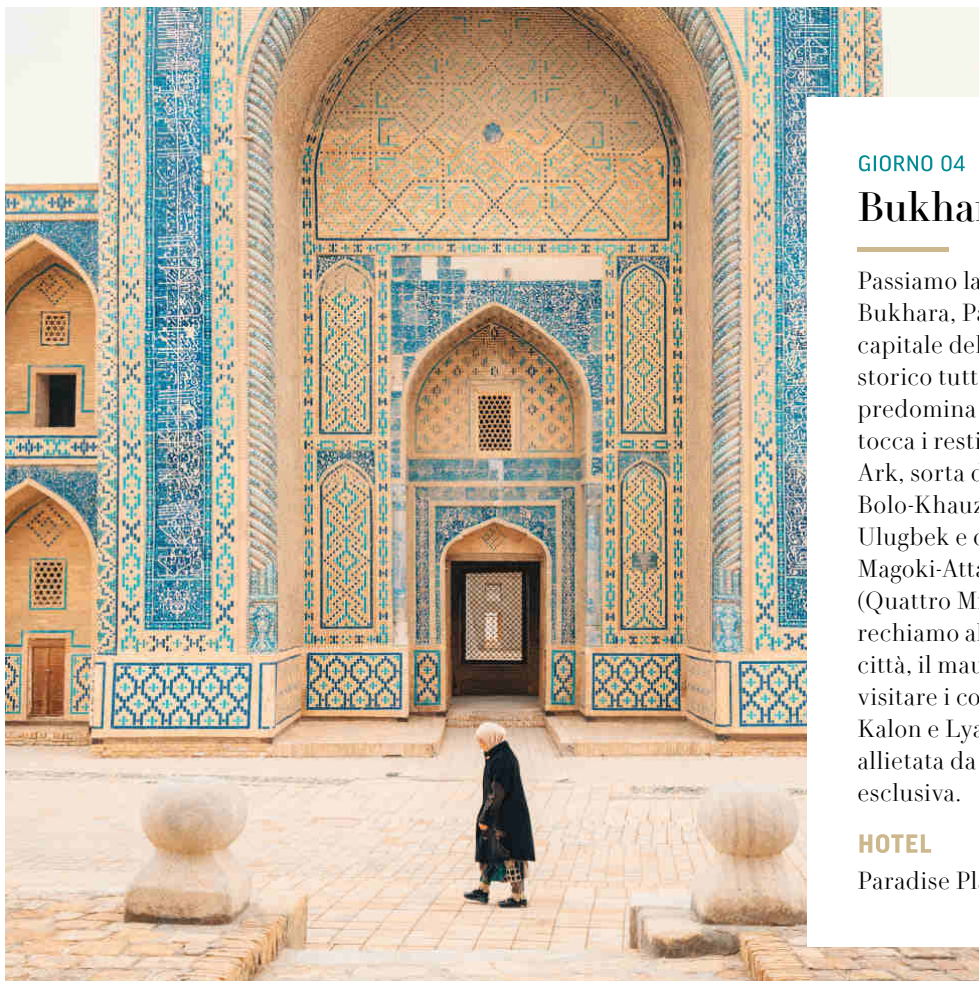 GIORNO 04
Bukhar
Passiamo la
Bukhara, Pa
capitale del
storico tutt
predomina
tocca i resti
Ark, sorta
Bolo-Khauz
Ulugbek e
Magoki-Atta
(Quattro Mi
rechiamo al
città, il mau
visitare i co
Kalon e Lya
allietata da
esclusiva.
HOTEL
Paradise Pl